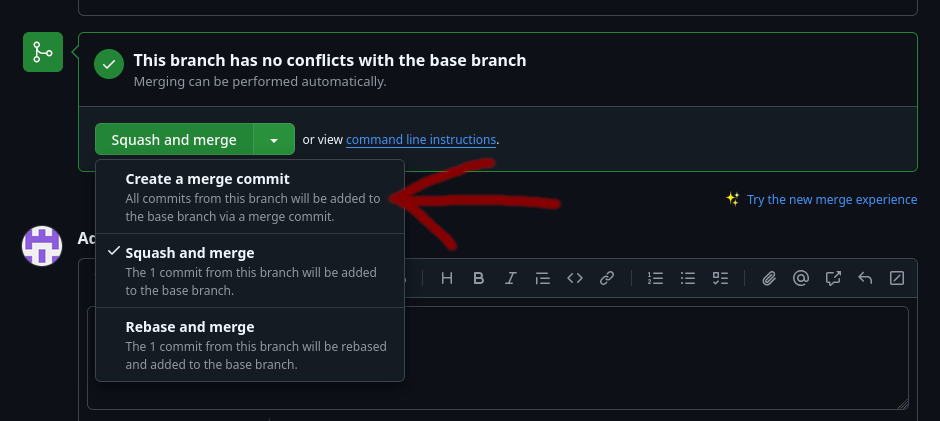 This branch has no conflicts with the base branch
Merging can be performed automatically.
Squash and merge
or view command line instructions.
Create a merge commit
All commits from this branch will be added to
the base branch via a merge commit.
Try the new merge experience
Squash and merge
The 1 commit from this branch will be added
to the base branch.
Rebase and merge
The 1 commit from this branch will be rebased
and added to the base branch.